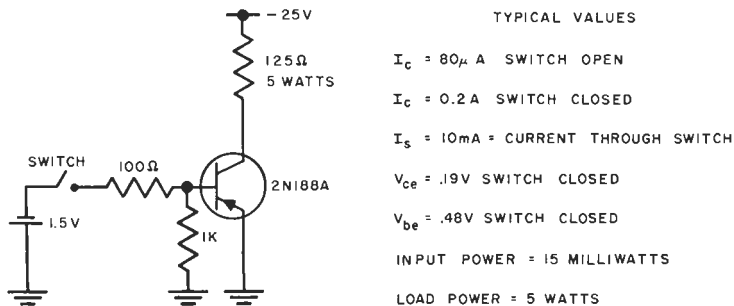 -25V
125Ω
5 WATTS
SWITCH
100Ω
2N188A
1.5V
1K
TYPICAL VALUES
Ic = 80μ A SWITCH OPEN
Ic = 0.2 A SWITCH CLOSED
Is = 10mA = CURRENT THROUGH SWITCH
Vce = .19V SWITCH CLOSED
Vbe = .48V SWITCH CLOSED
INPUT POWER = 15 MILLIWATTS
LOAD POWER = 5 WATTS